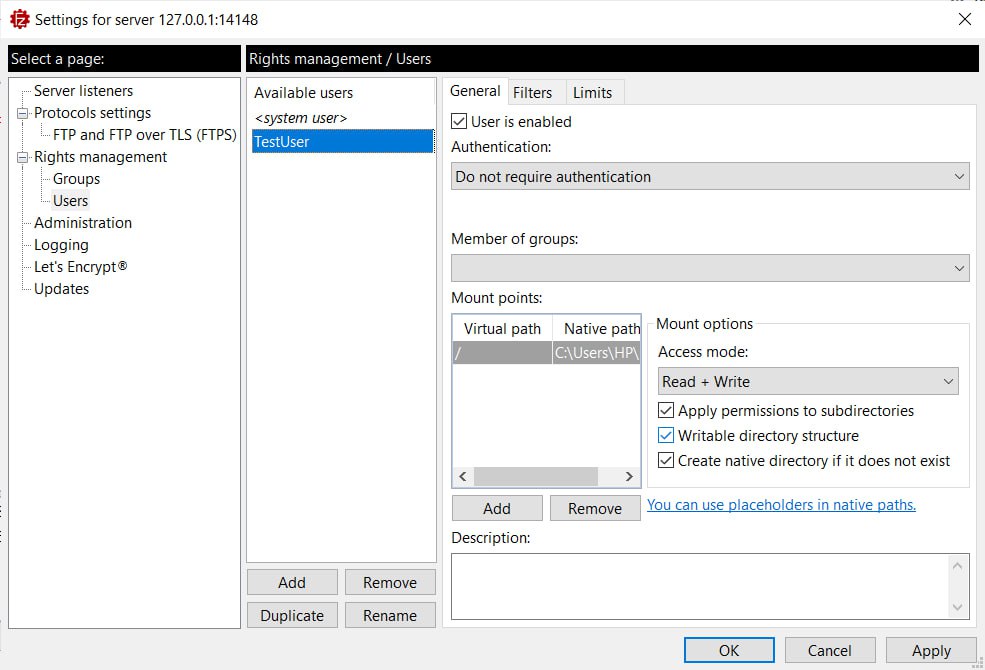 Settings for server 127.0.0.1:14148
Select a page:
Server listeners
Protocols settings
FTP and FTP over TLS (FTPS)
Rights management
Groups
Users
Administration
Logging
Let's Encrypt®
Updates
Rights management / Users
Available users
<system user>
TestUser
Add
Remove
Duplicate
Rename
General
Filters
Limits
User is enabled
Authentication:
Do not require authentication
Member of groups:
Mount points:
Virtual path
Native path
/
C:\Users\HP\
Add
Remove
Mount options
Access mode:
Read + Write
Apply permissions to subdirectories
Writable directory structure
Create native directory if it does not exist
You can use placeholders in native paths.
Description:
OK
Cancel
Apply